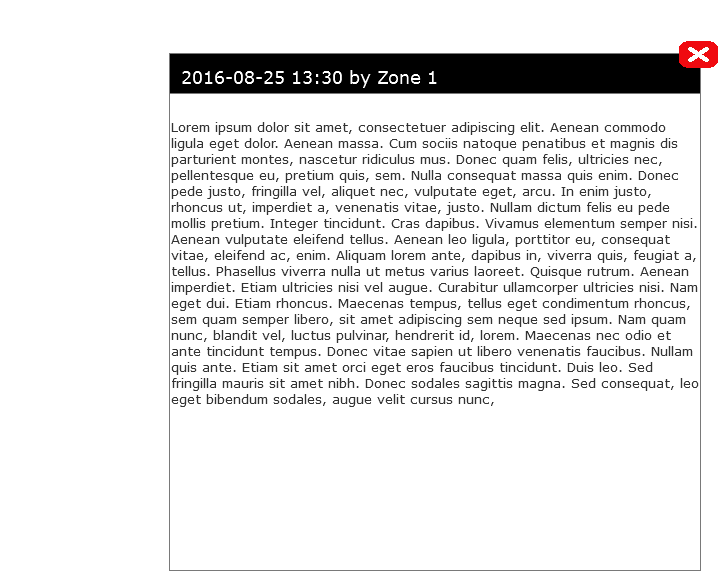 2016-08-25 13:30 by Zone 1
Lorem ipsum dolor sit amet, consectetuer adipiscing elit. Aenean commodo
ligula eget dolor. Aenean massa. Cum sociis natoque penatibus et magnis dis
parturient montes, nascetur ridiculus mus. Donec quam felis, ultricies nec,
pellentesque eu, pretium quis, sem. Nulla consequat massa quis enim. Donec
pede justo, fringilla vel, aliquet nec, vulputate eget, arcu. In enim justo,
rhoncus ut, imperdiet a, venenatis vitae, justo. Nullam dictum felis eu pede
mollis pretium. Integer tincidunt. Cras dapibus. Vivamus elementum semper nisi.
Aenean vulputate eleifend tellus. Aenean leo ligula, porttitor eu, consequat
vitae, eleifend ac, enim. Aliquam lorem ante, dapibus in, viverra quis, feugiat a,
tellus. Phasellus viverra nulla ut metus varius laoreet. Quisque rutrum. Aenean
imperdiet. Etiam ultricies nisi vel augue. Curabitur ullamcorper ultricies nisi. Nam
eget dui. Etiam rhoncus. Maecenas tempus, tellus eget condimentum rhoncus,
sem quam semper libero, sit amet adipiscing sem neque sed ipsum. Nam quam
nunc, blandit vel, luctus pulvinar, hendrerit id, lorem. Maecenas nec odio et
ante tincidunt tempus. Donec vitae sapien ut libero venenatis faucibus. Nullam
quis ante. Etiam sit amet orci eget eros faucibus tincidunt. Duis leo. Sed
fringilla mauris sit amet nibh. Donec sodales sagittis magna. Sed consequat, leo
eget bibendum sodales, augue velit cursus nunc,